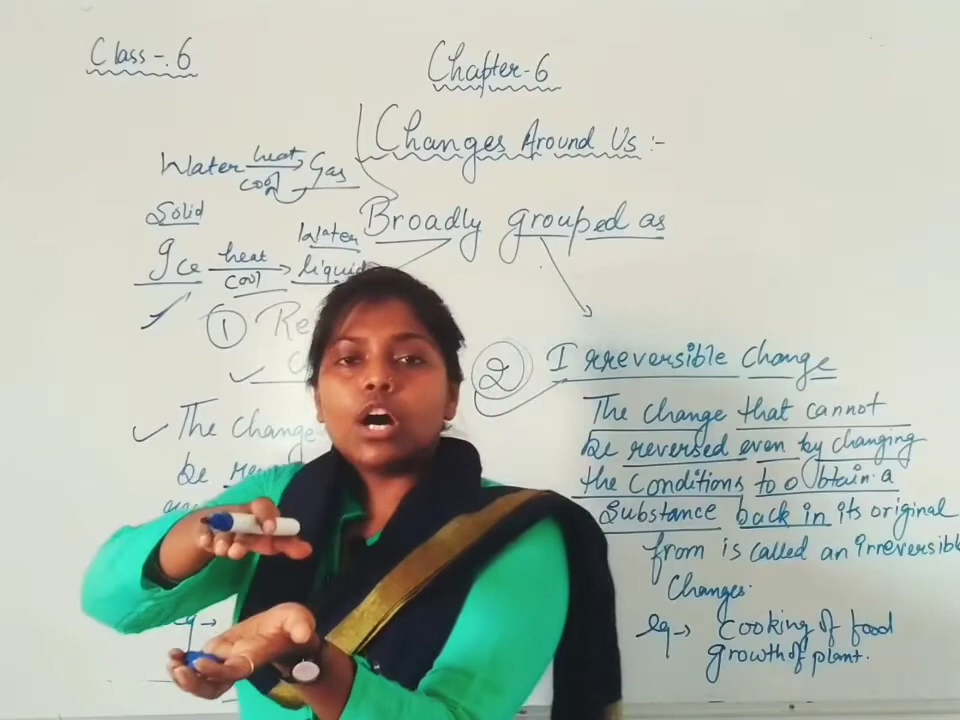 Class-6
Chapter-6
Changes Around Us :-
Water heat Gas
cool
Broadly grouped as
Solid
Water
Ice heat liquid
cool
1 Re
2 Irreversible Change
The change
be
The change that cannot
be reversed even by changing
the conditions to obtain a
Substance back in its original
from is called an irreversible
Changes.
eg → cooking of food
growth of plant.
eg →